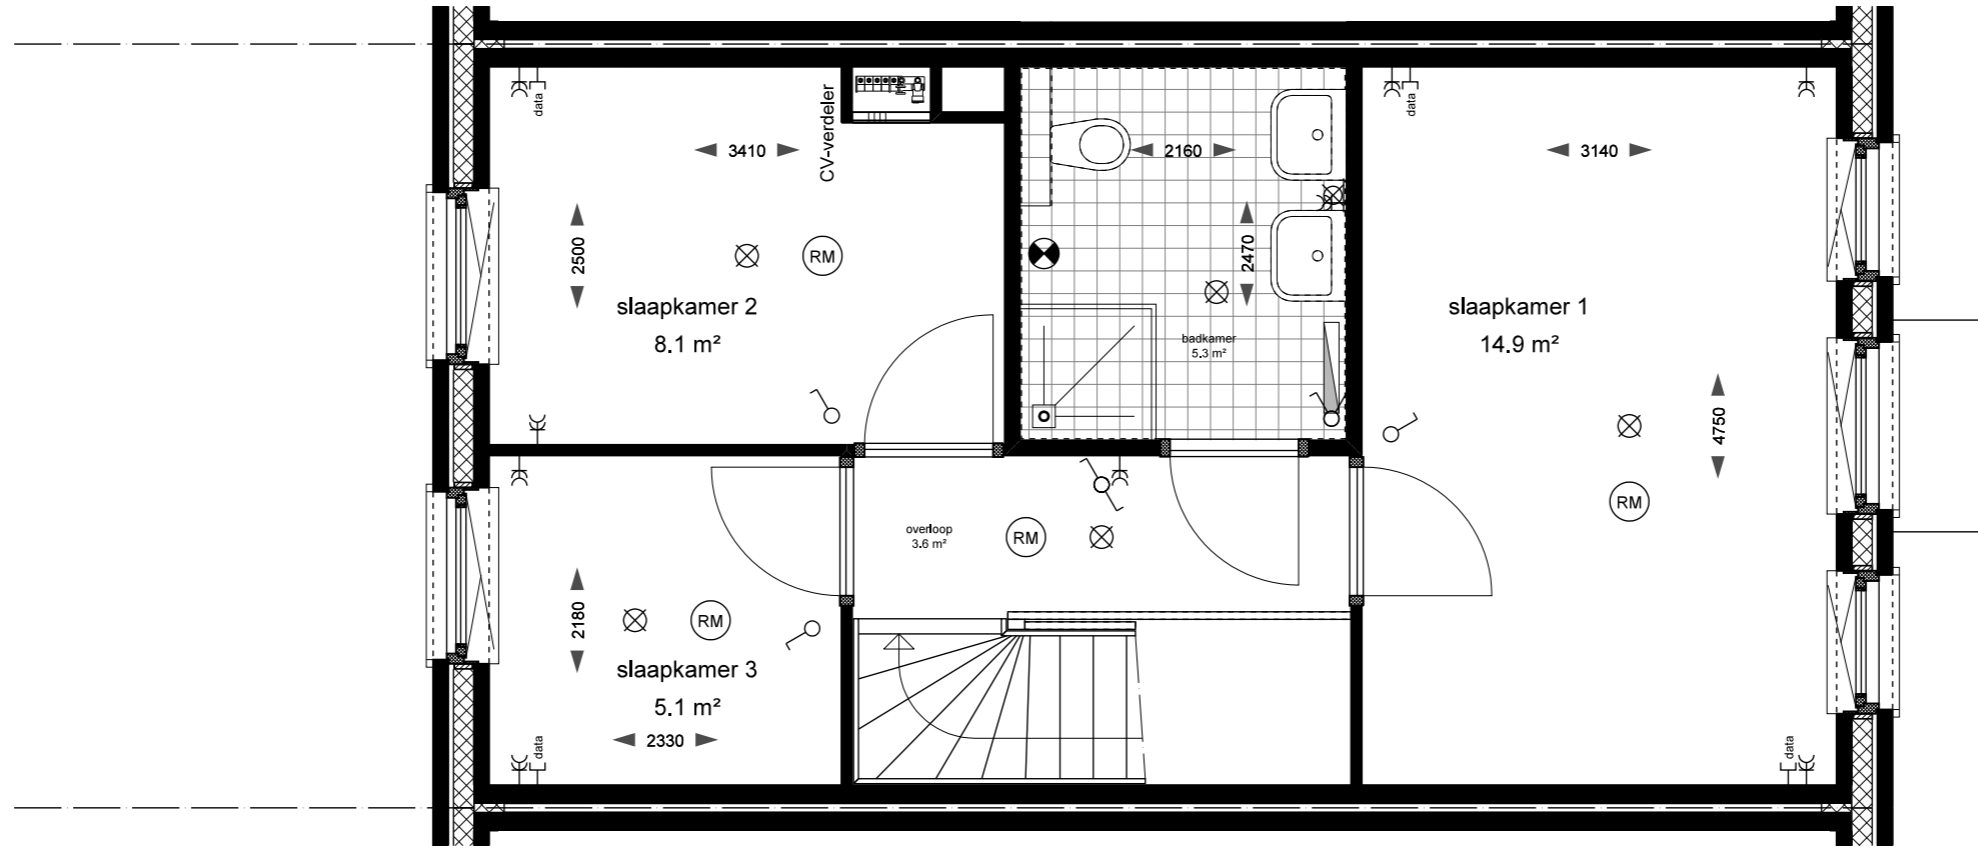 data
CV-verdeler
3410
2500
RM
slaapkamer 2
8.1 m²
2160
2470
badkamer
5.3 m²
data
3140
slaapkamer 1
14.9 m²
4750
RM
overloop
3.6 m²
RM
2180
RM
slaapkamer 3
5.1 m²
2330
data
data